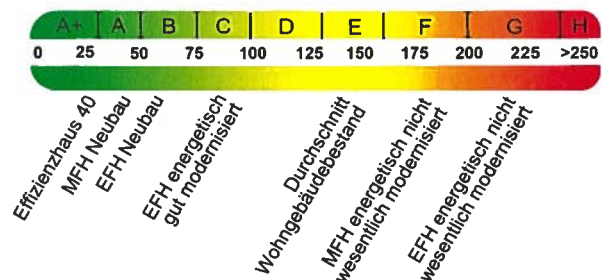 A+ A B C D E F G H
0 25 50 75 100 125 150 175 200 225 >250
Effizienzhaus 40
MFH Neubau
EFH Neubau
EFH energetisch
gut modernisiert
Durchschnitt
Wohngebäudebestand
MFH energetisch nicht
wesentlich modernisiert
EFH energetisch nicht
wesentlich modernisiert